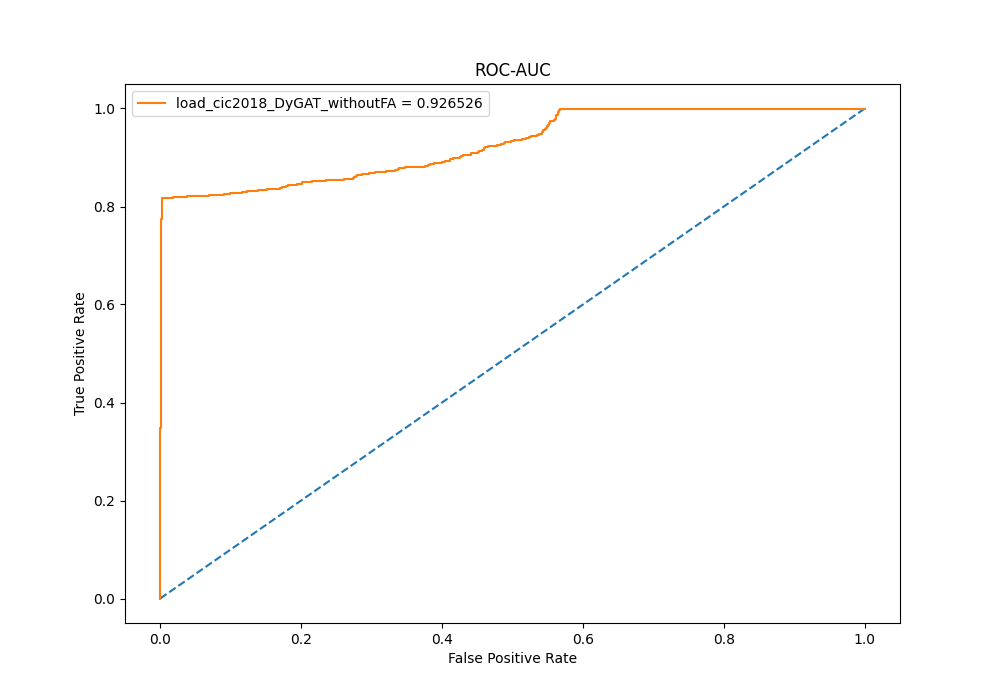 ROC-AUC
load_cic2018_DyGAT_withoutFA = 0.926526
1.0
0.8
0.6
0.4
0.2
0.0
True Positive Rate
0.0 0.2 0.4 0.6 0.8 1.0
False Positive Rate